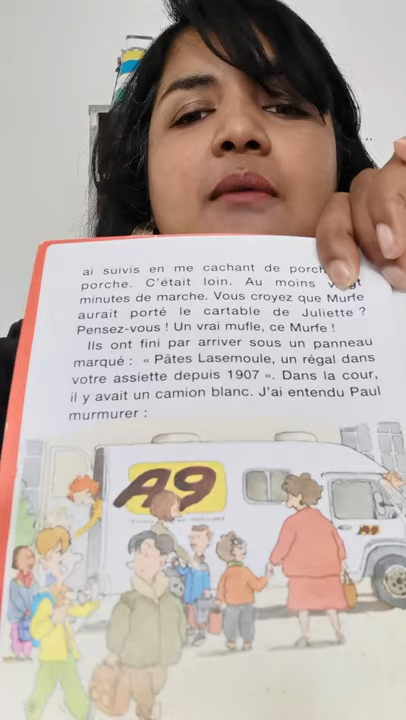 ai suivis en me cachant de porch
porche. C'était loin. Au moins vingt
minutes de marche. Vous croyez que Murfe
aurait porté le cartable de Juliette ?
Pensez-vous ! Un vrai mufle, ce Murfe !
Ils ont fini par arriver sous un panneau
marqué : « Pâtes Lasemoule, un régal dans
votre assiette depuis 1907 ». Dans la cour,
il y avait un camion blanc. J'ai entendu Paul
murmurer :
A9
A9